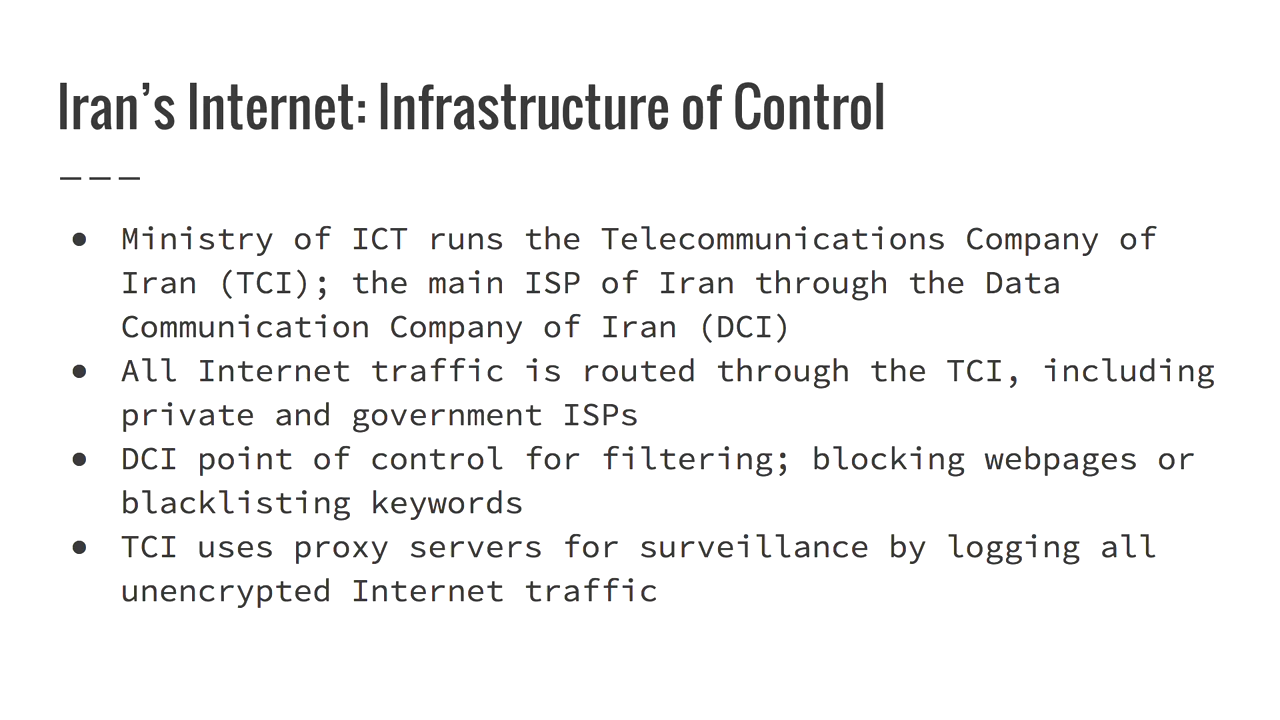 Iran’s Internet: Infrastructure of Control
● Ministry of ICT runs the Telecommunications Company of
Iran (TCI); the main ISP of Iran through the Data
Communication Company of Iran (DCI)
● All Internet traffic is routed through the TCI, including
private and government ISPs
● DCI point of control for filtering; blocking webpages or
blacklisting keywords
● TCI uses proxy servers for surveillance by logging all
unencrypted Internet traffic